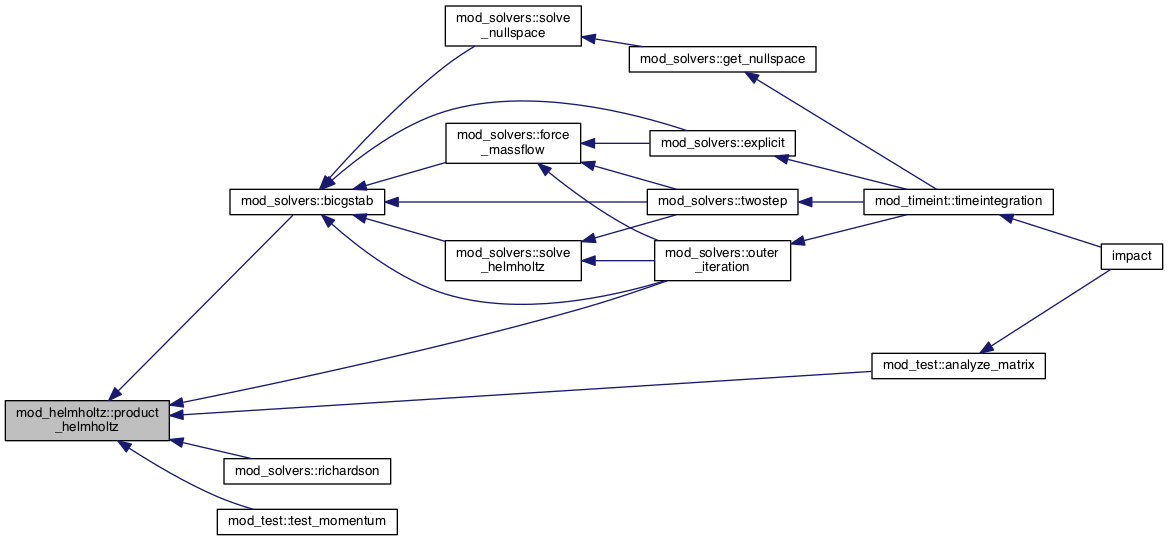 mod_solvers::solve
_nullspace
mod_solvers::get_nullspace
mod_solvers::force
_massflow
mod_solvers::explicit
mod_solvers::bicgstab
mod_solvers::twostep
mod_timeint::timeintegration
mod_solvers::solve
_helmholtz
mod_solvers::outer
_iteration
impact
mod_test::analyze_matrix
mod_helmholtz::product
_helmholtz
mod_solvers::richardson
mod_test::test_momentum